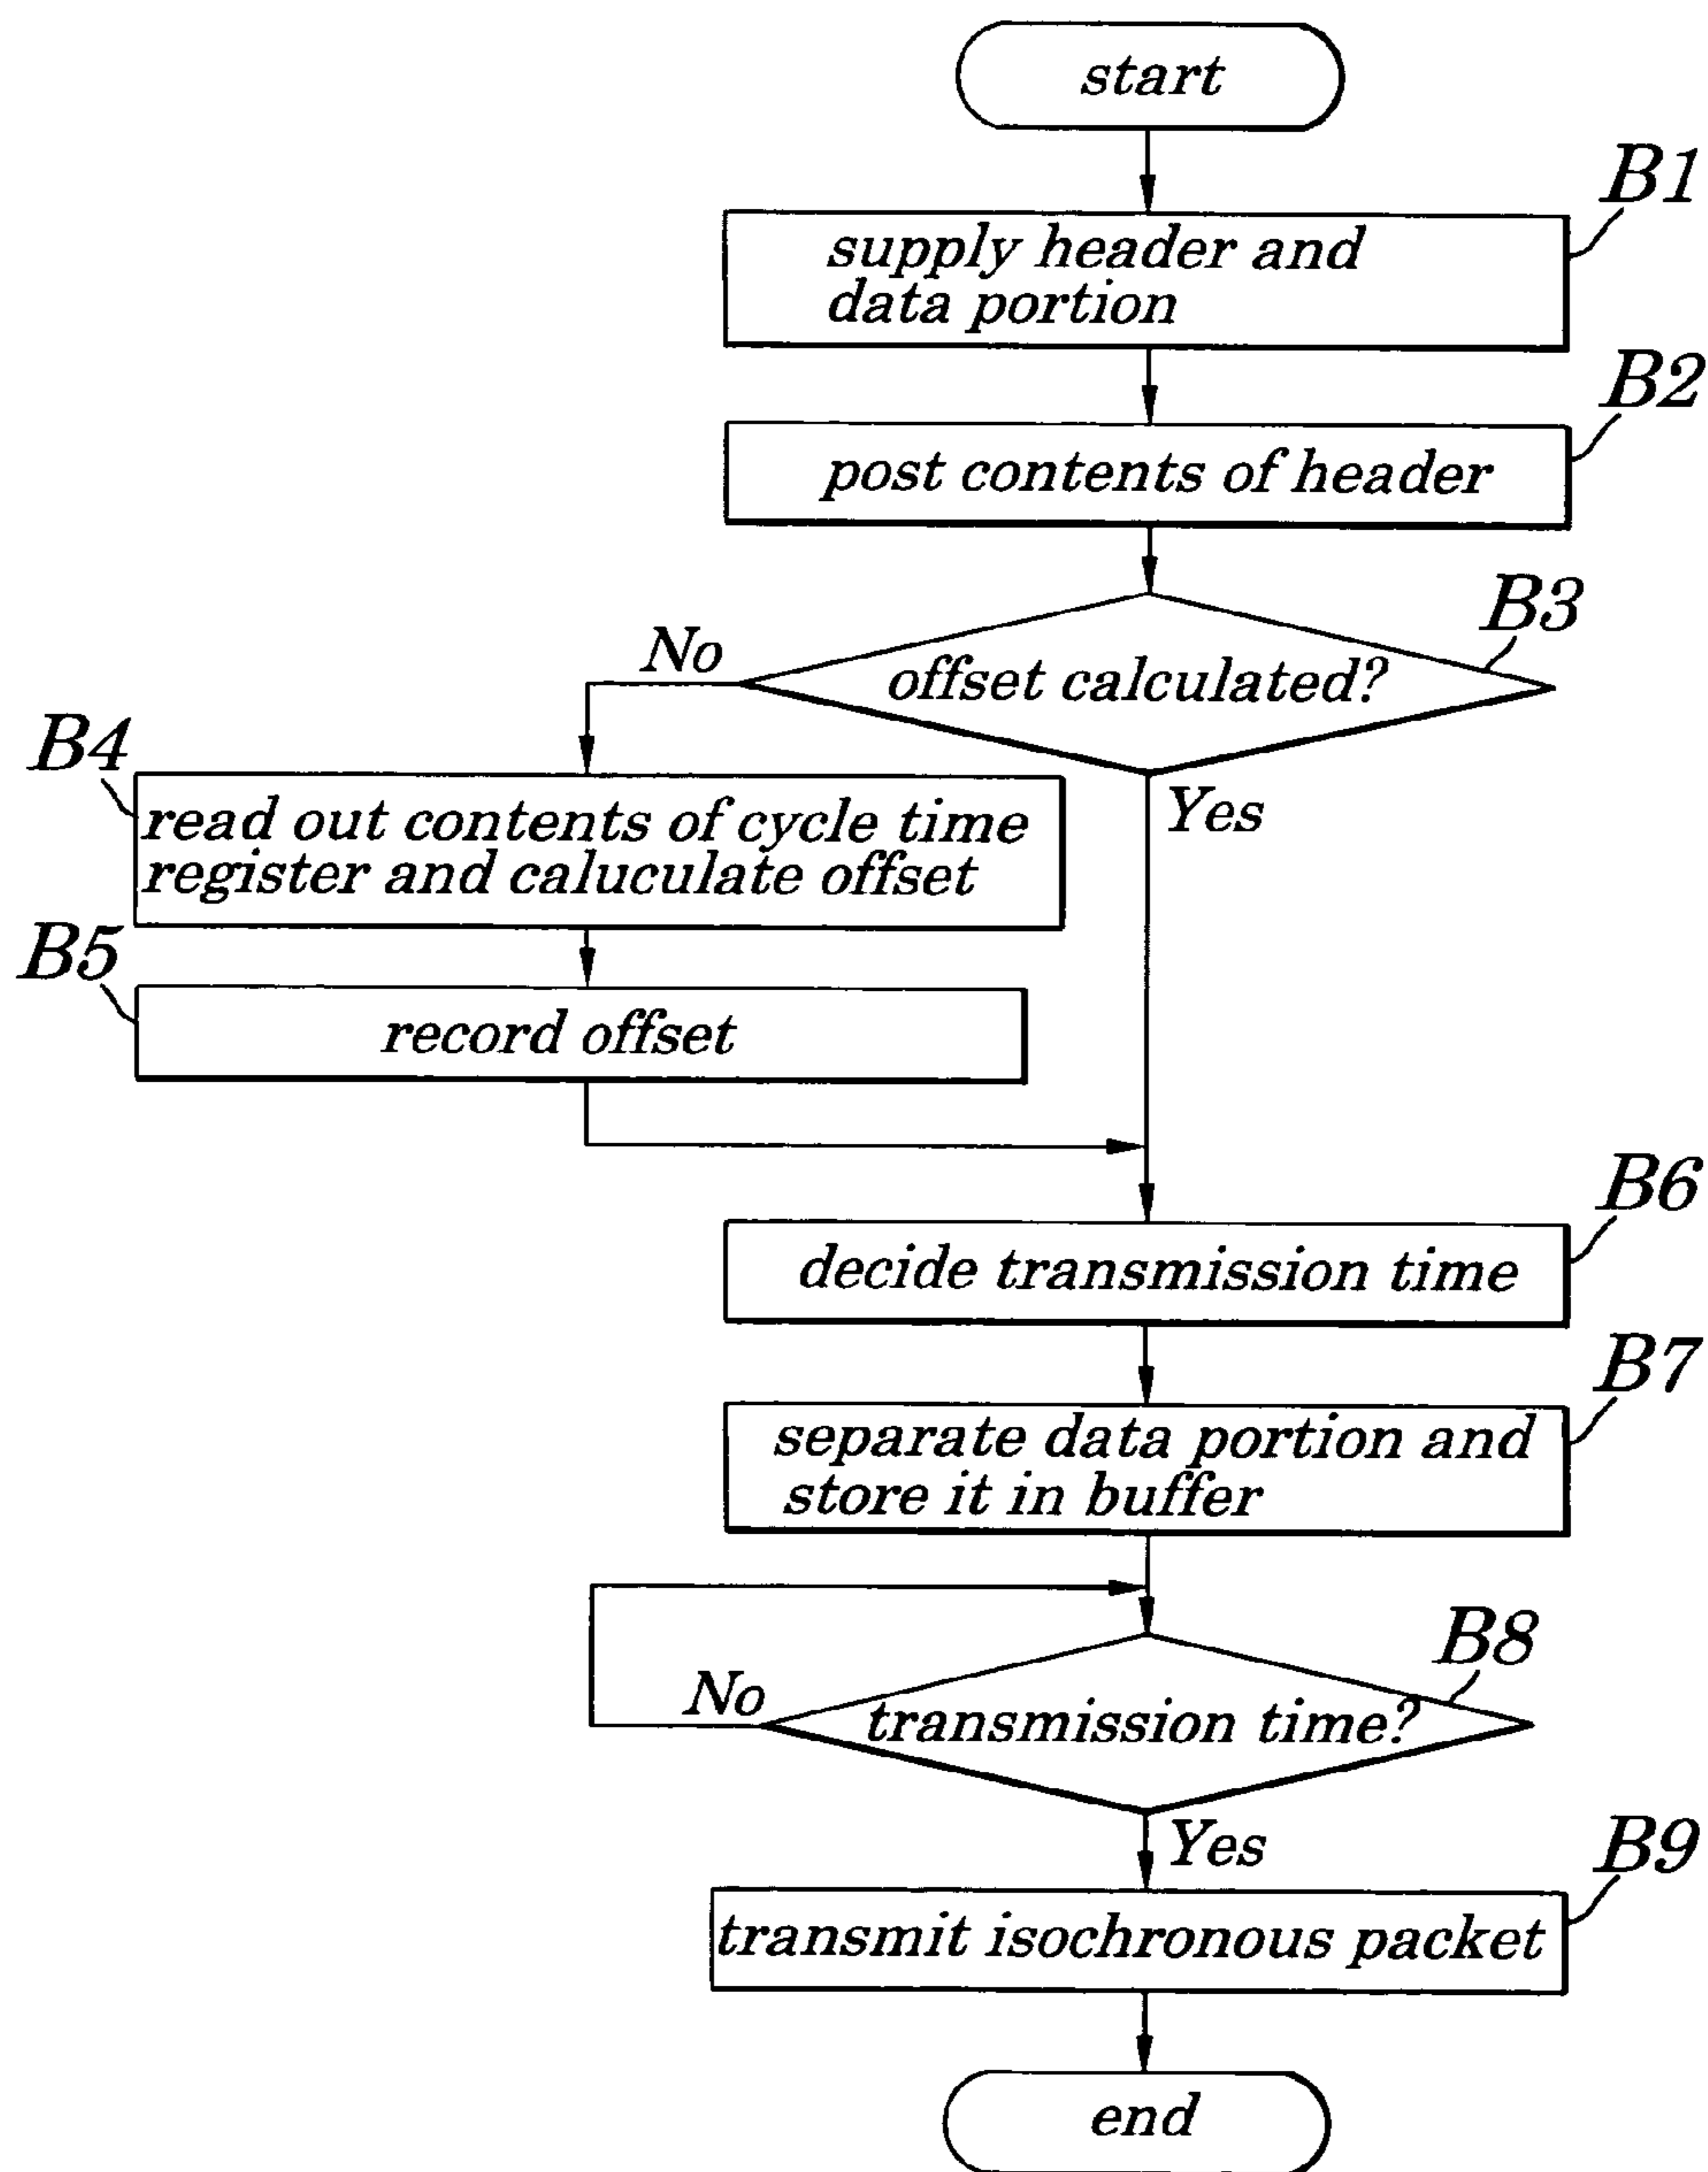 start
B1
supply header and
data portion
B2
post contents of header
B3
offset calculated?
No
Yes
B4
read out contents of cycle time
register and caluculate offset
B5
record offset
B6
decide transmission time
B7
separate data portion and
store it in buffer
B8
transmission time?
No
Yes
B9
transmit isochronous packet
end